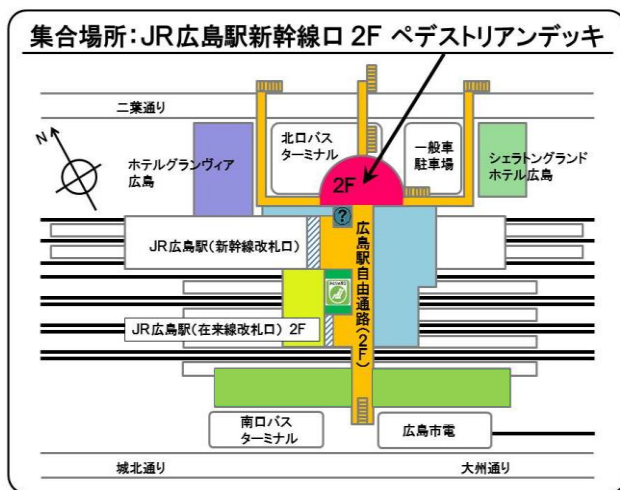 集合場所:JR広島駅新幹線口 2F ペデストリアンデッキ
二葉通り
N
ホテルグランヴィア
広島
北口バス
ターミナル
一般車
駐車場
シェラトングランド
ホテル広島
2F
?
JR広島駅(新幹線改札口)
広島駅自由通路(2F)
JR広島駅(在来線改札口) 2F
南口バス
ターミナル
広島市電
城北通り
大州通り